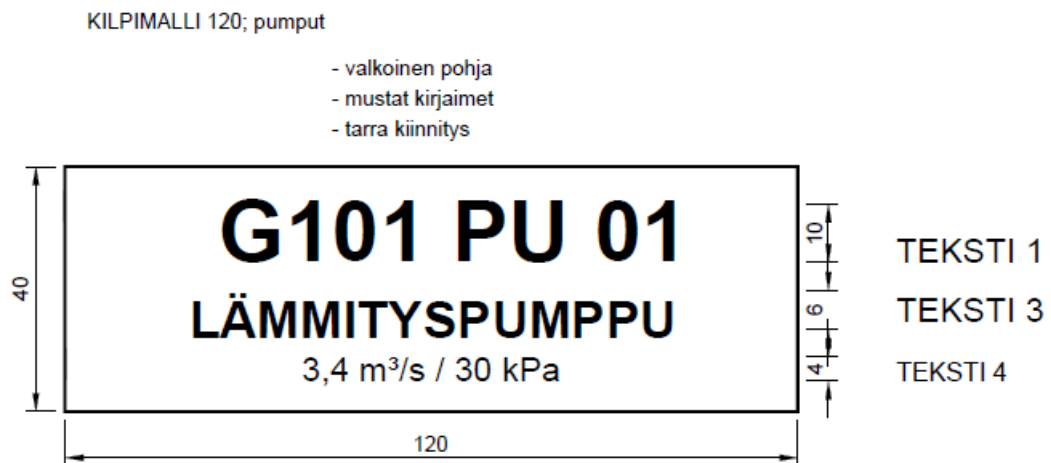 KILPIMALLI 120; pumput
- valkoinen pohja
- mustat kirjaimet
- tarra kiinnitys
G101 PU 01
LÄMMITYSPUMPPU
3,4 m³/s / 30 kPa
40
120
10
6
4
TEKSTI 1
TEKSTI 3
TEKSTI 4